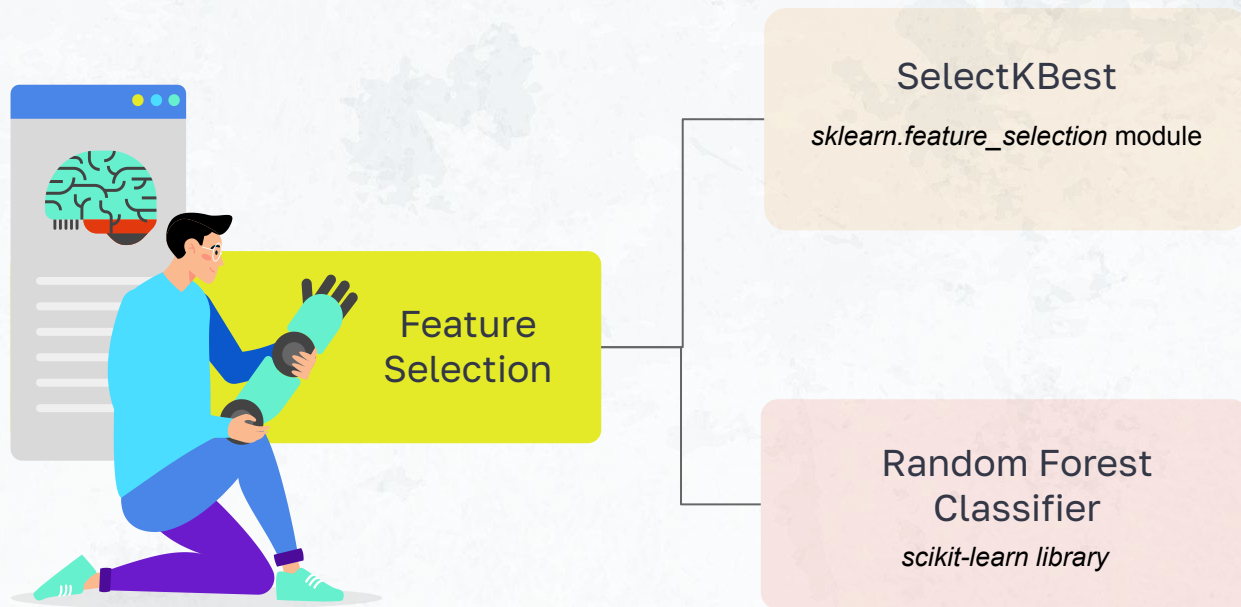 SelectKBest
sklearn.feature_selection module
Feature
Selection
Random Forest
Classifier
scikit-learn library